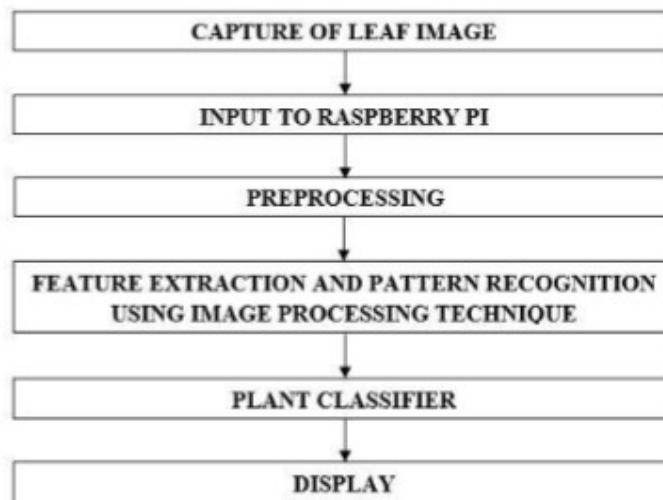 CAPTURE OF LEAF IMAGE
INPUT TO RASPBERRY PI
PREPROCESSING
FEATURE EXTRACTION AND PATTERN RECOGNITION
USING IMAGE PROCESSING TECHNIQUE
PLANT CLASSIFIER
DISPLAY